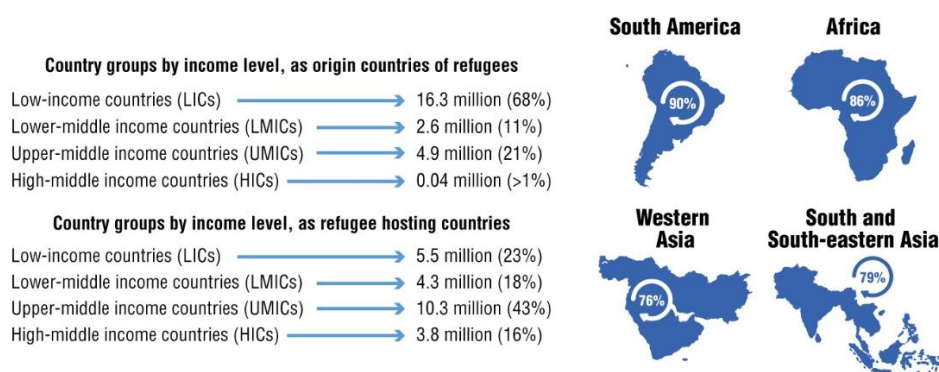 Country groups by income level, as origin countries of refugees
Low-income countries (LICs) 16.3 million (68%)
Lower-middle income countries (LMICs) 2.6 million (11%)
Upper-middle income countries (UMICs) 4.9 million (21%)
High-middle income countries (HICs) 0.04 million (>1%)
Country groups by income level, as refugee hosting countries
Low-income countries (LICs) 5.5 million (23%)
Lower-middle income countries (LMICs) 4.3 million (18%)
Upper-middle income countries (UMICs) 10.3 million (43%)
High-middle income countries (HICs) 3.8 million (16%)
South America
90%
Africa
86%
Western
Asia
76%
South and
South-eastern Asia
79%